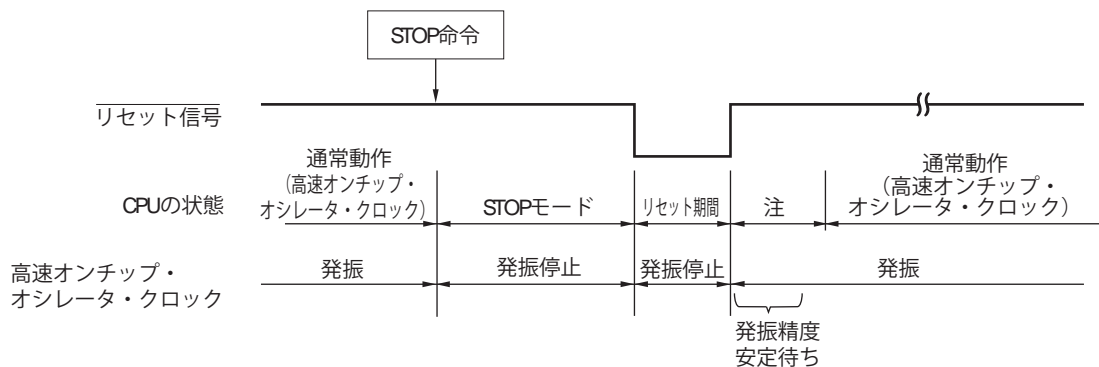 STOP命令
リセット信号
通常動作
(高速オンチップ・
オシレータ・クロック)
通常動作
(高速オンチップ・
オシレータ・クロック)
CPUの状態
STOPモード
リセット期間
注
高速オンチップ・
オシレータ・クロック
発振
発振停止
発振停止
発振
発振精度
安定待ち